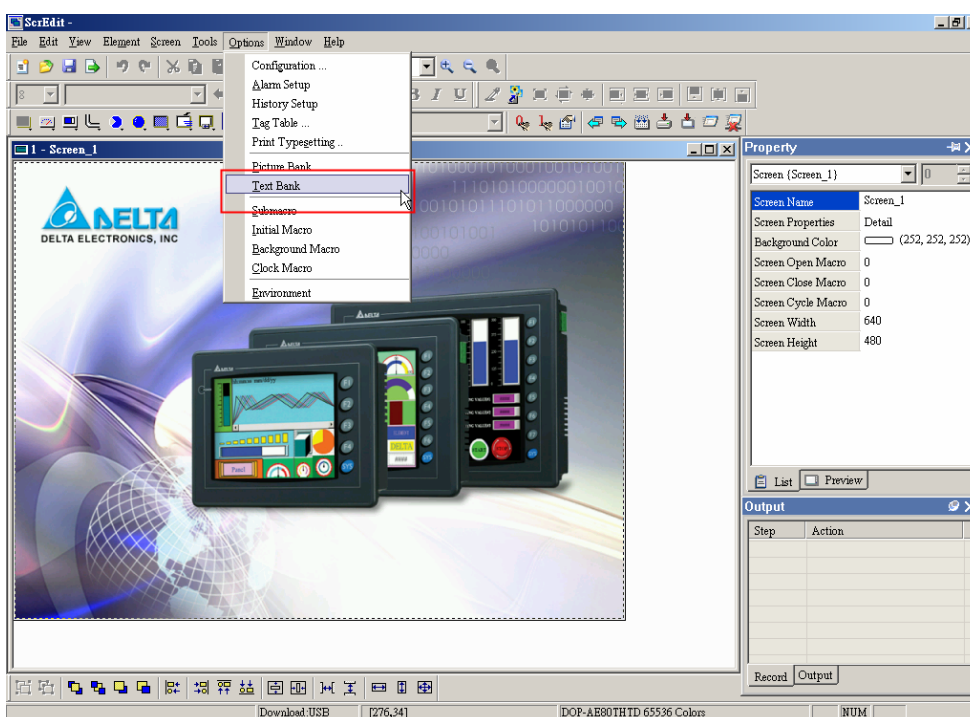 ScrEdit -
File Edit View Element Screen Tools Options Window Help
Configuration ...
Alarm Setup
History Setup
Tag Table ...
Print Typesetting ..
Picture Bank
Text Bank
Submacro
Initial Macro
Background Macro
Clock Macro
Environment
8
B I U
1 - Screen_1
DELTA
DELTA ELECTRONICS, INC
Property
Screen {Screen_1}
0
Screen Name Screen_1
Screen Properties Detail
Background Color (252, 252, 252)
Screen Open Macro 0
Screen Close Macro 0
Screen Cycle Macro 0
Screen Width 640
Screen Height 480
List Preview
Output
Step Action
Record Output
Download:USB [276,34] DOP-AE80THTD 65536 Colors NUM